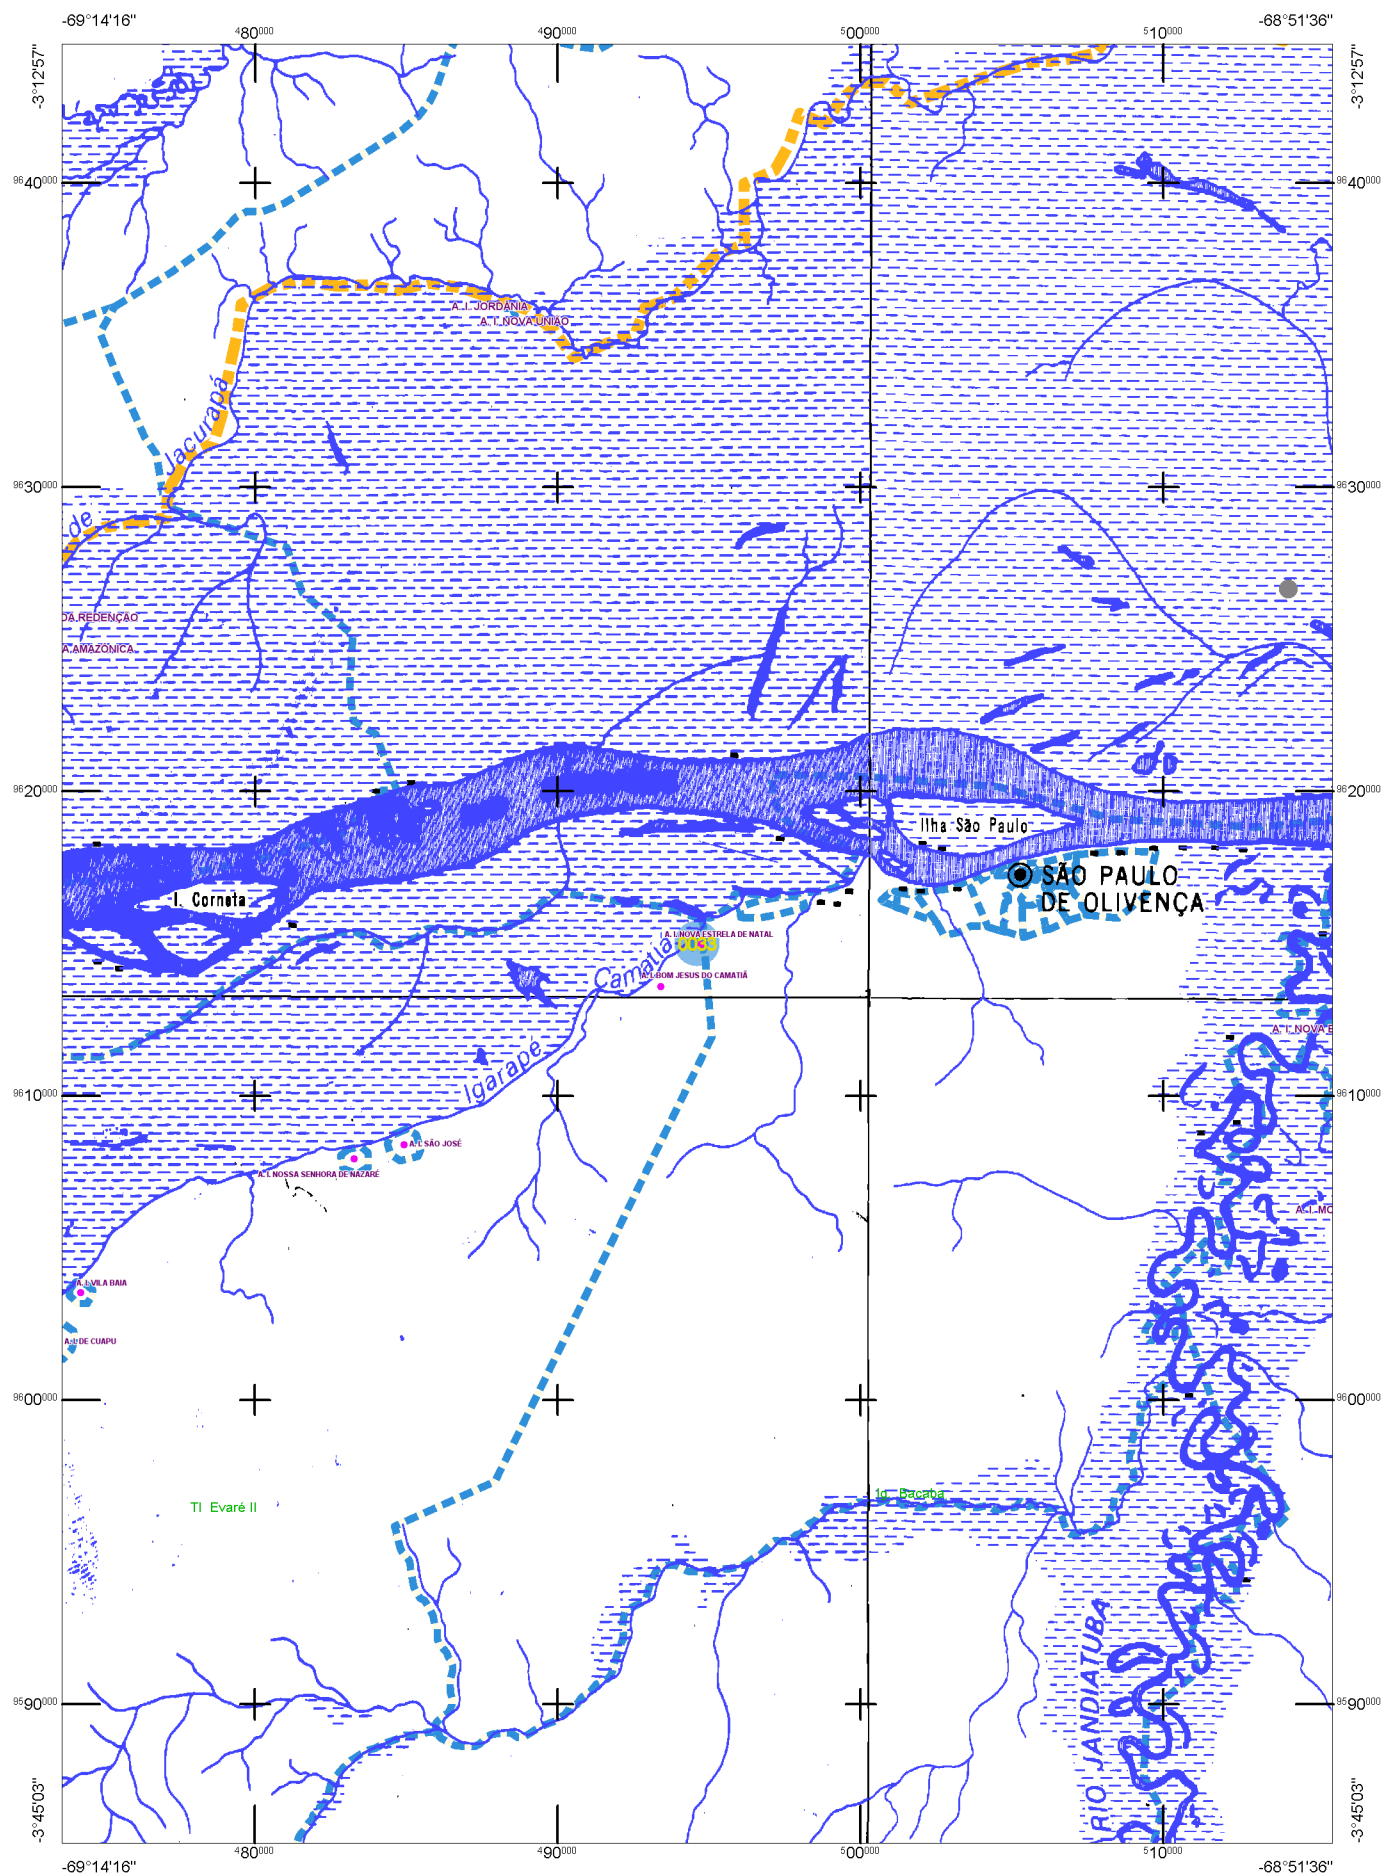 -69°14'16" -68°51'36"
480000 490000 500000 510000
-3°12'57" -3°12'57"
9640000 9640000
A. I. JORDÂNIA
A. I. NOVA UNIÃO
Jacurapá
9630000 9630000
de
DA REDENÇÃO
A AMAZÔNICA
9620000 9620000
Ilha São Paulo
SÃO PAULO
DE OLIVENÇA
I. Corneta
A. I. NOVA ESTRELA DE NATAL
0033
Camatiá
A. I. BOM JESUS DO CAMATIÃ
A. I. NOVA E
Igarapé
9610000 9610000
A. I. SÃO JOSÉ
A. I. NOSSA SENHORA DE NAZARÉ
A. I. MO
A. I. VILA BAIA
A. I. DE CUAPU
9600000 9600000
Ig. Bacaba
TI Evaré II
RIO JANDIATUBA
9590000 9590000
-3°45'03" -3°45'03"
480000 490000 500000 510000
-69°14'16" -68°51'36"